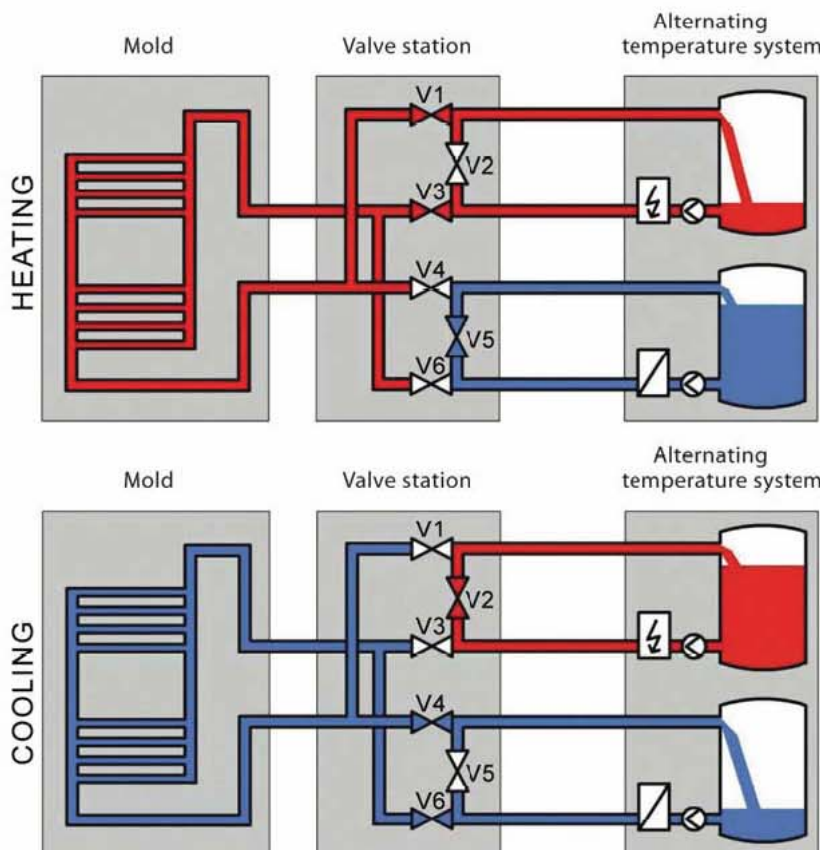 Mold
Valve station
Alternating
temperature system
HEATING
V1
V2
V3
V4
V5
V6
Mold
Valve station
Alternating
temperature system
COOLING
V1
V2
V3
V4
V5
V6